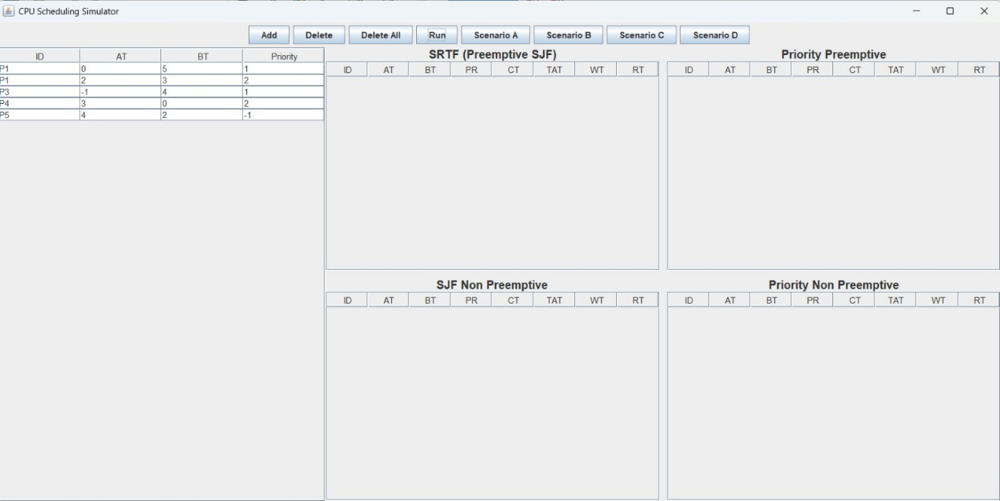 CPU Scheduling Simulator
Add Delete Delete All Run Scenario A Scenario B Scenario C Scenario D
ID AT BT Priority
P1 0 5 1
P1 2 3 2
P3 -1 4 1
P4 3 0 2
P5 4 2 -1
SRTF (Preemptive SJF)
ID AT BT PR CT TAT WT RT
Priority Preemptive
ID AT BT PR CT TAT WT RT
SJF Non Preemptive
ID AT BT PR CT TAT WT RT
Priority Non Preemptive
ID AT BT PR CT TAT WT RT